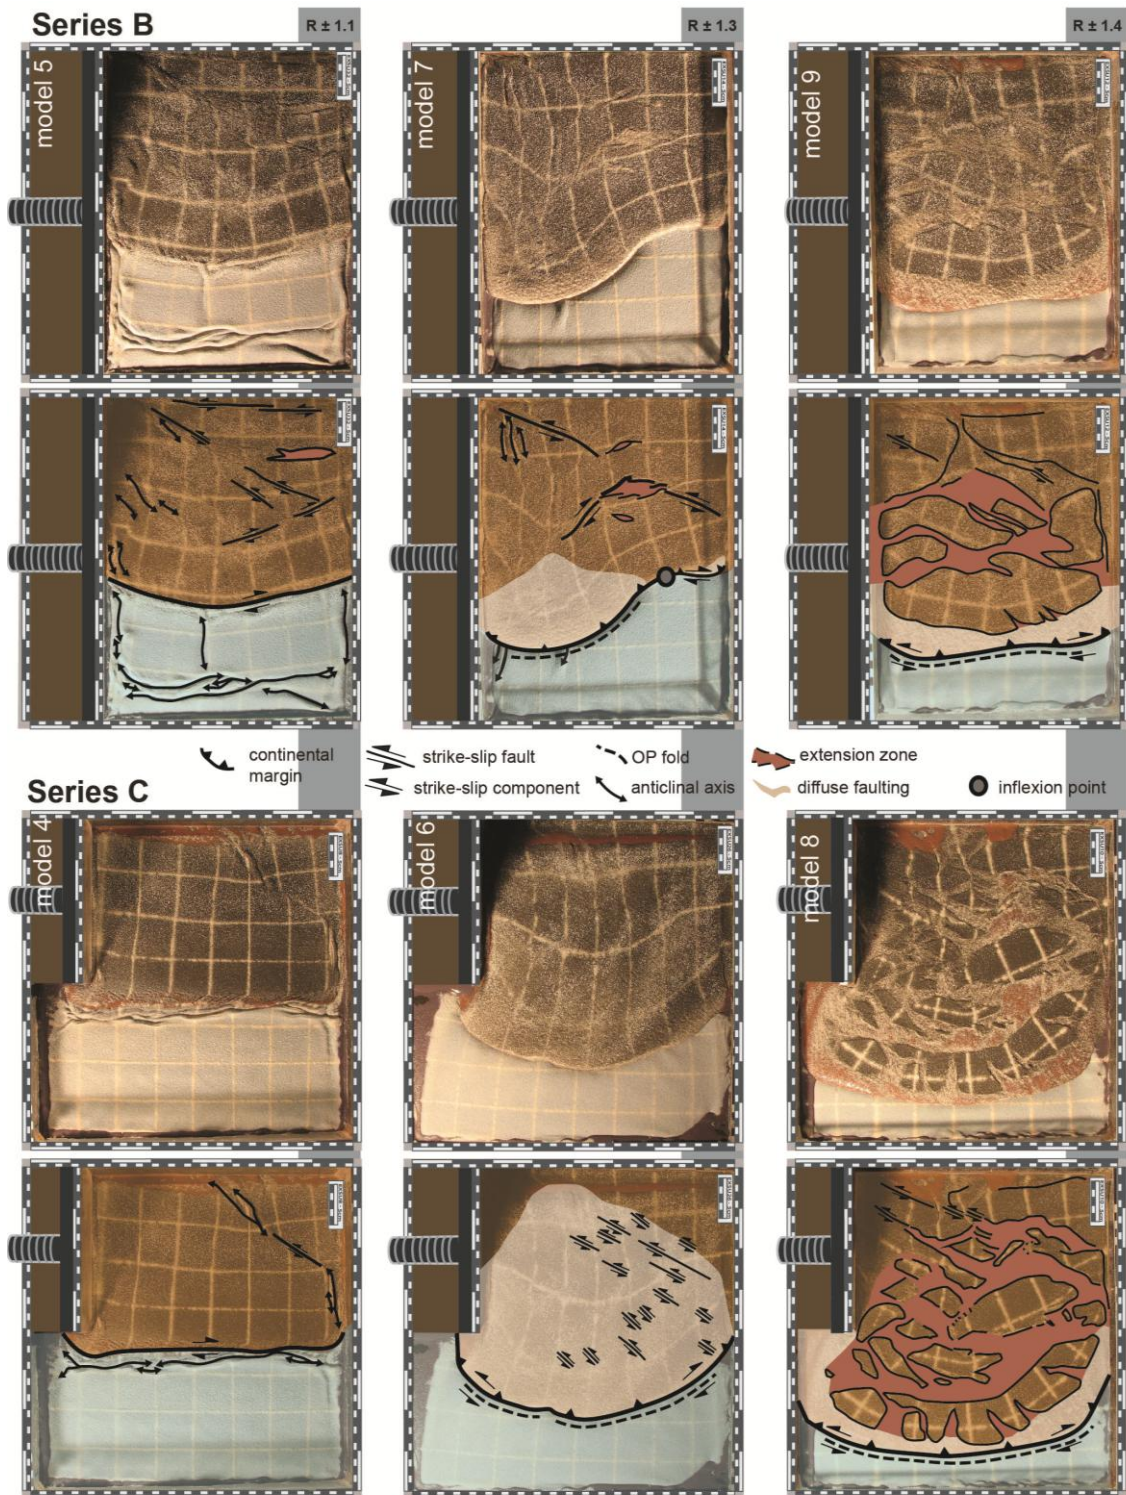 Series B
R ± 1.1
R ± 1.3
R ± 1.4
model 5
model 7
model 9
continental margin
strike-slip fault
strike-slip component
OP fold
anticlinal axis
extension zone
diffuse faulting
inflexion point
Series C
model 4
model 6
model 8